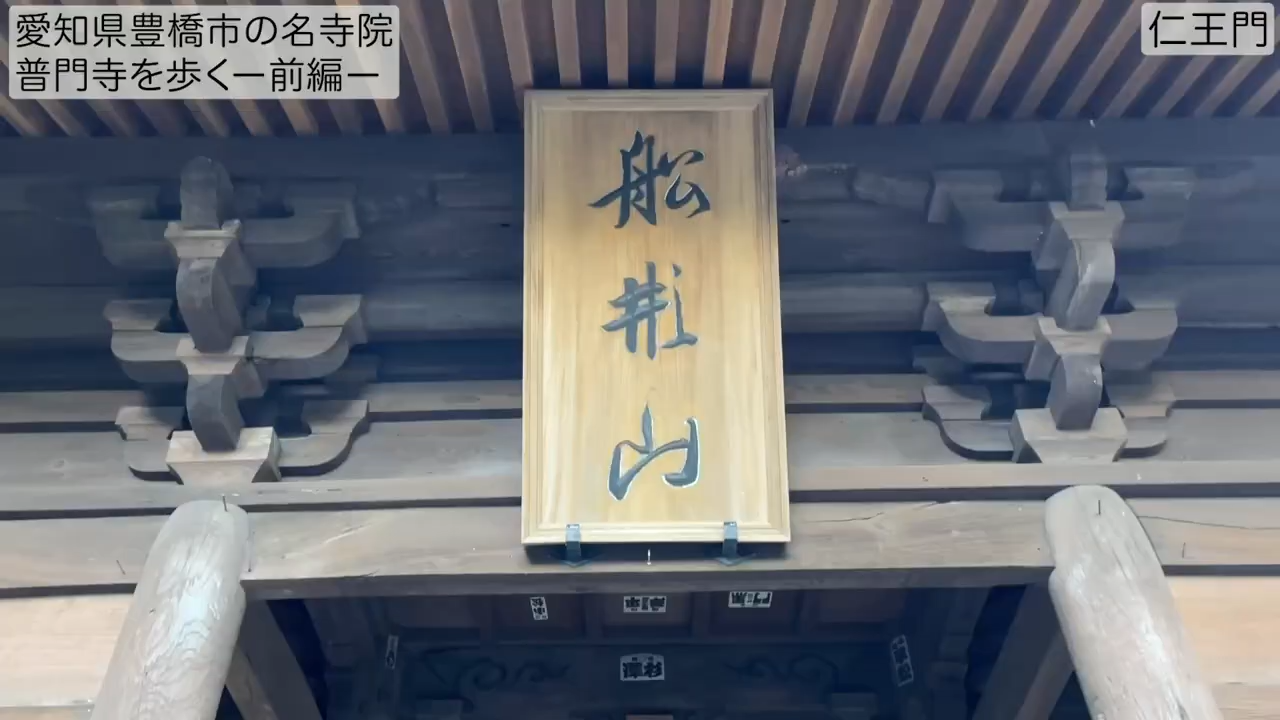 愛知県豊橋市の名寺院
普門寺を歩くー前編ー
仁王門
船形山